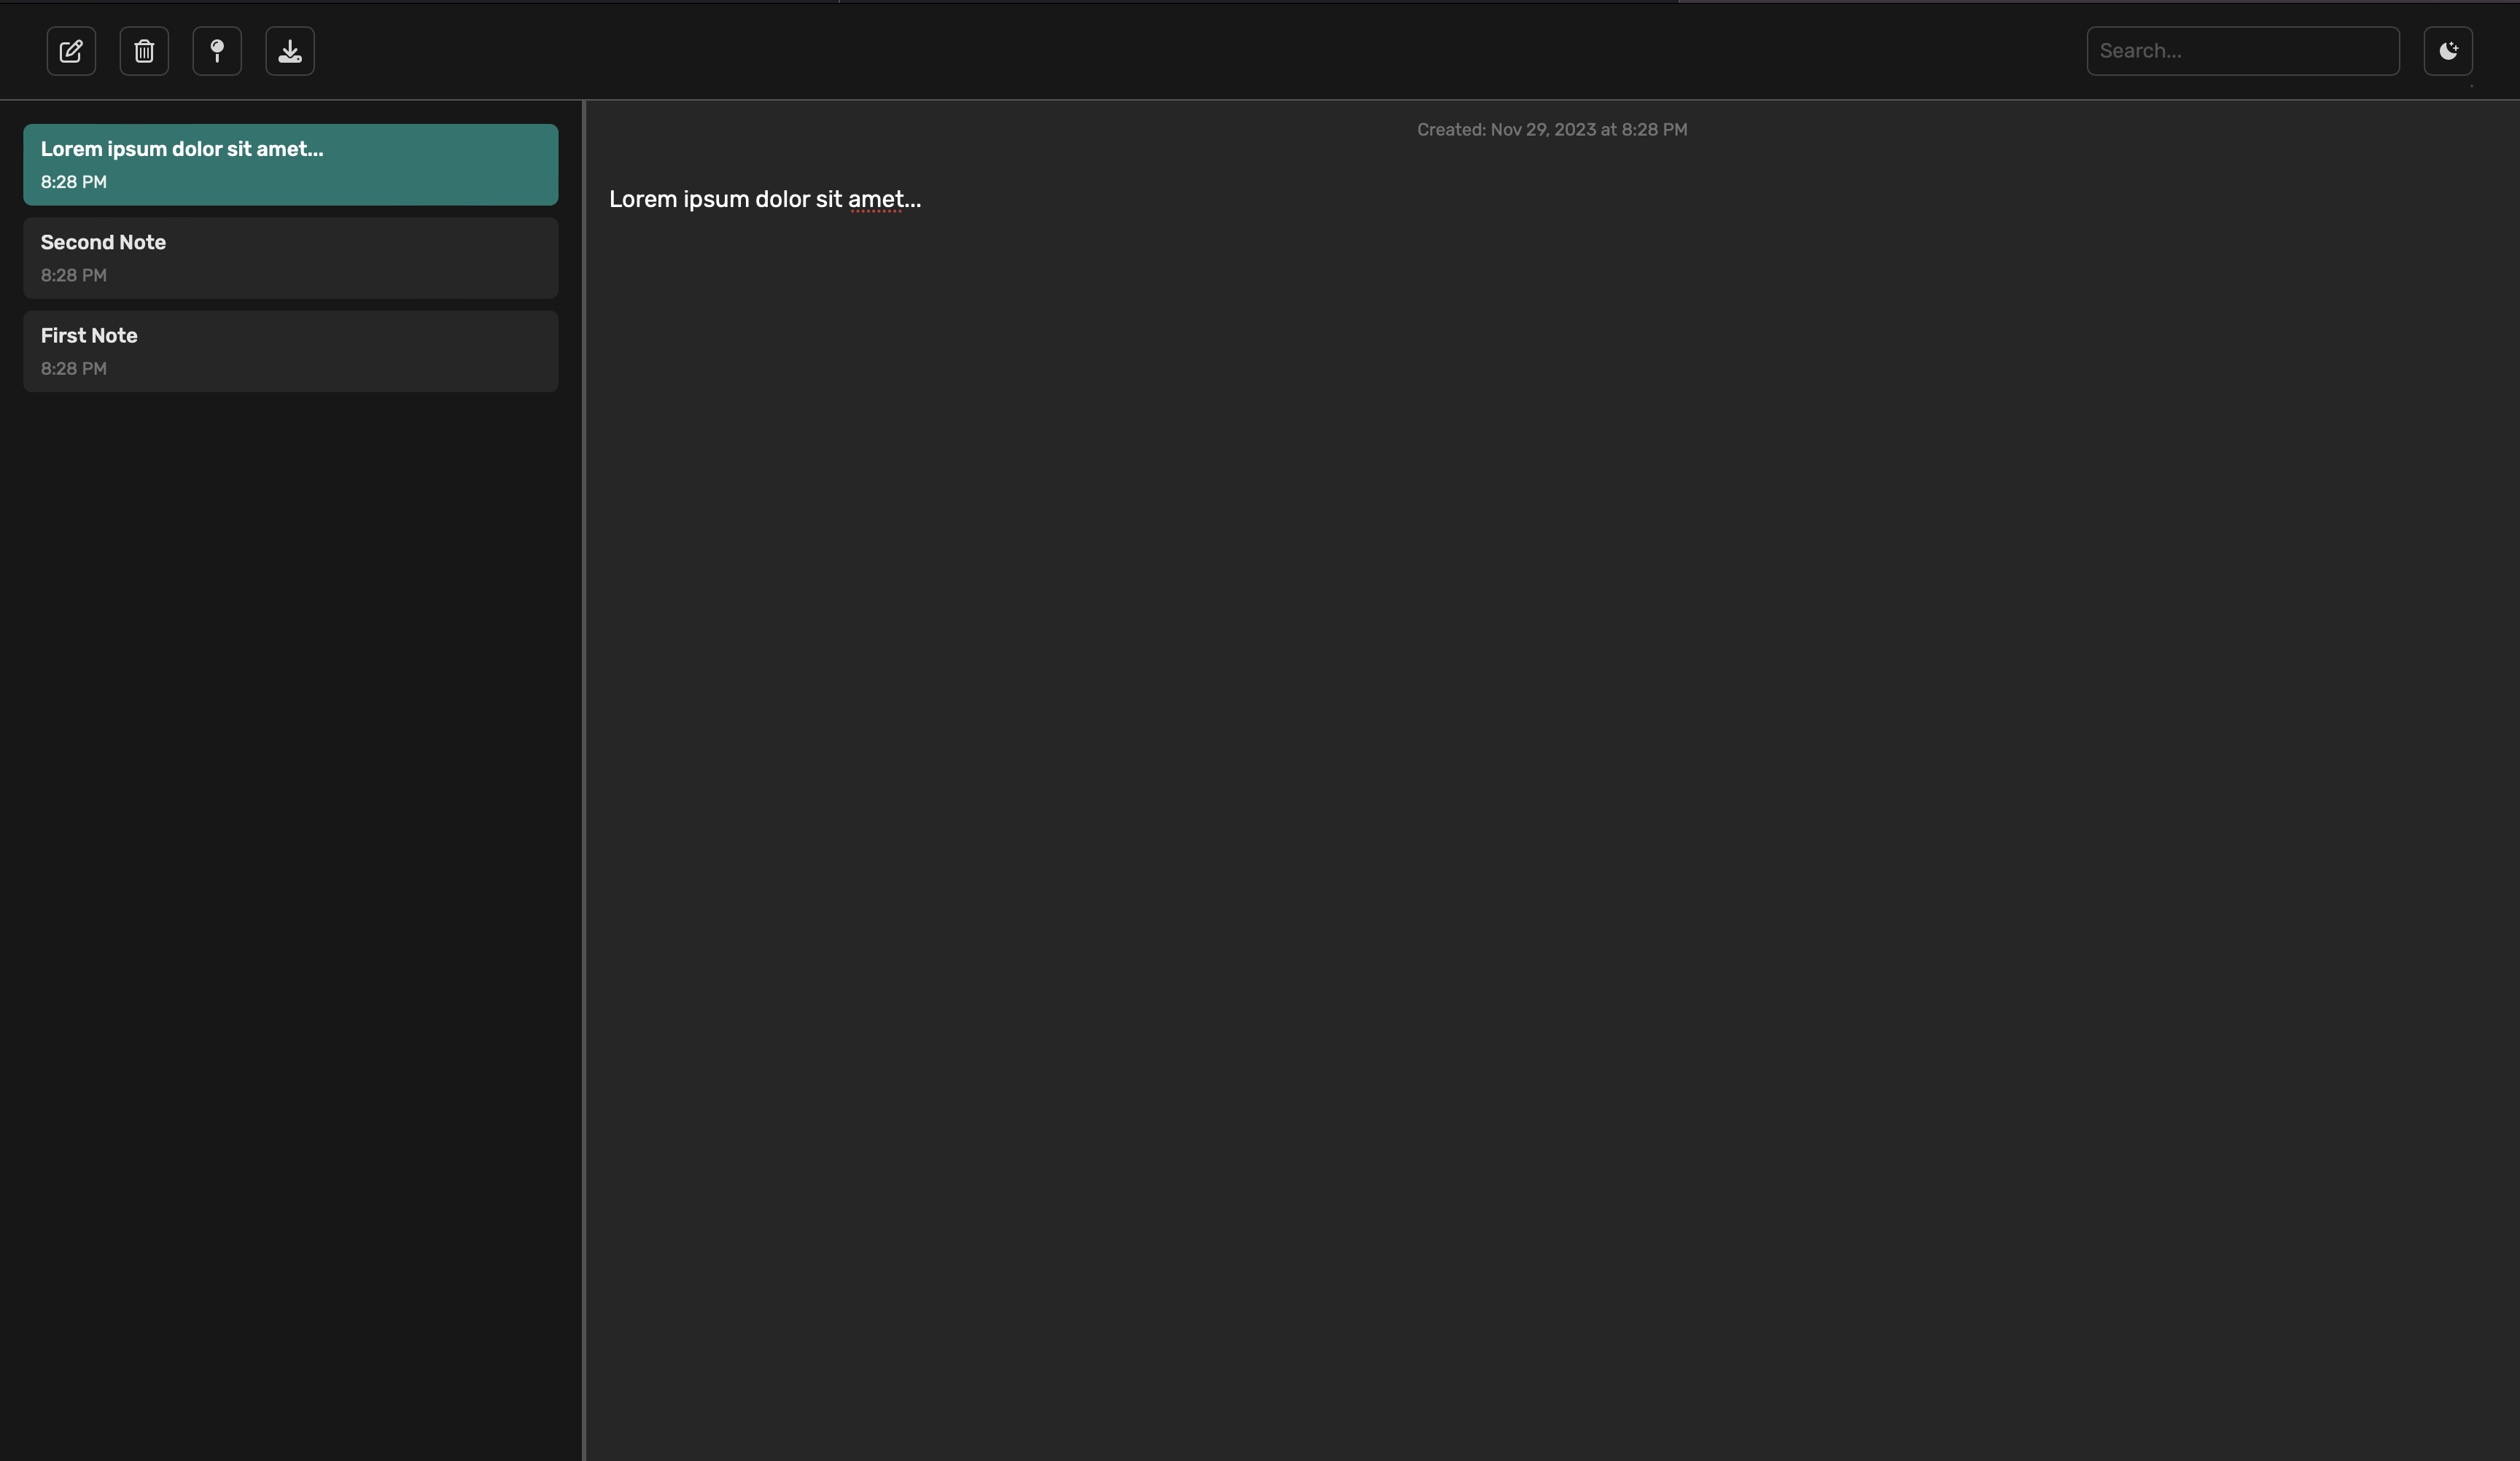 Search...
Lorem ipsum dolor sit amet...
8:28 PM
Second Note
8:28 PM
First Note
8:28 PM
Created: Nov 29, 2023 at 8:28 PM
Lorem ipsum dolor sit amet...